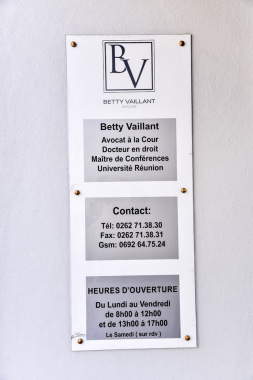 BV
BETTY VAILLANT
AVOCAT
Betty Vaillant
Avocat à la Cour
Docteur en droit
Maître de Conférences
Université Réunion
Contact:
Tél: 0262 71.38.30
Fax: 0262 71.38.31
Gsm: 0692 64.75.24
HEURES D'OUVERTURE
Du Lundi au Vendredi
de 8h00 à 12h00
et de 13h00 à 17h00
Le Samedi ( sur rdv )